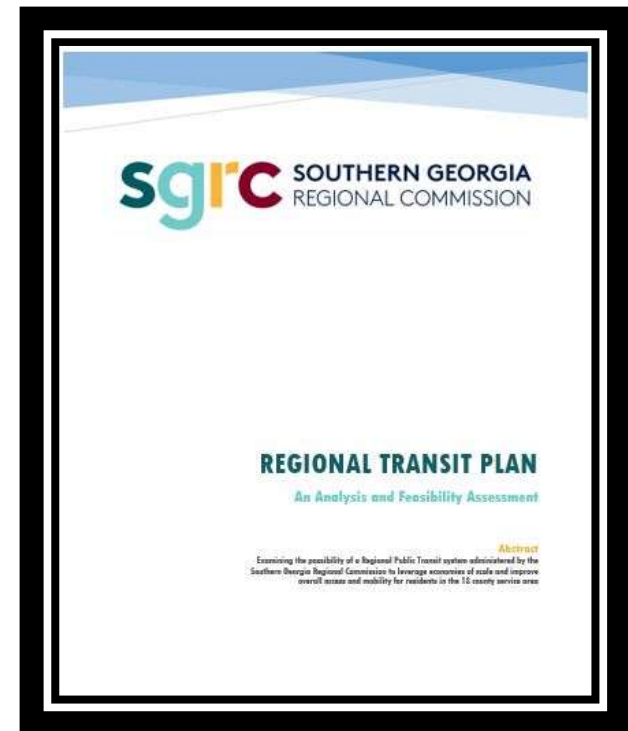 sgrc SOUTHERN GEORGIA
REGIONAL COMMISSION
REGIONAL TRANSIT PLAN
An Analysis and Feasibility Assessment
Abstract
Examining the possibility of a Regional Public Transit system administered by the
Southern Georgia Regional Commission to leverage economies of scale and improve
overall access and mobility for residents in the 18 county service area